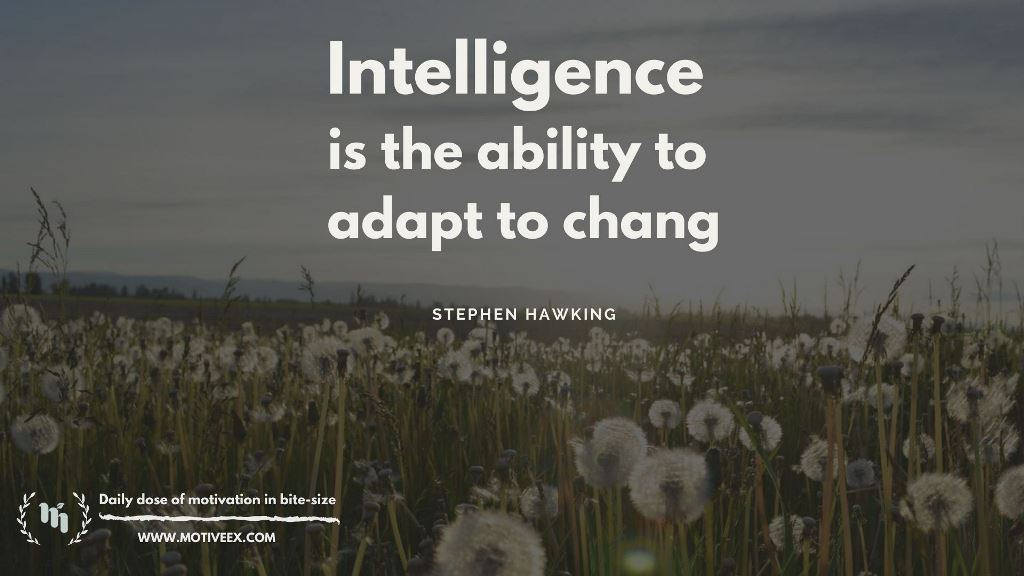 Intelligence
is the ability to
adapt to chang
STEPHEN HAWKING
Daily dose of motivation in bite-size
WWW.MOTIVEEX.COM